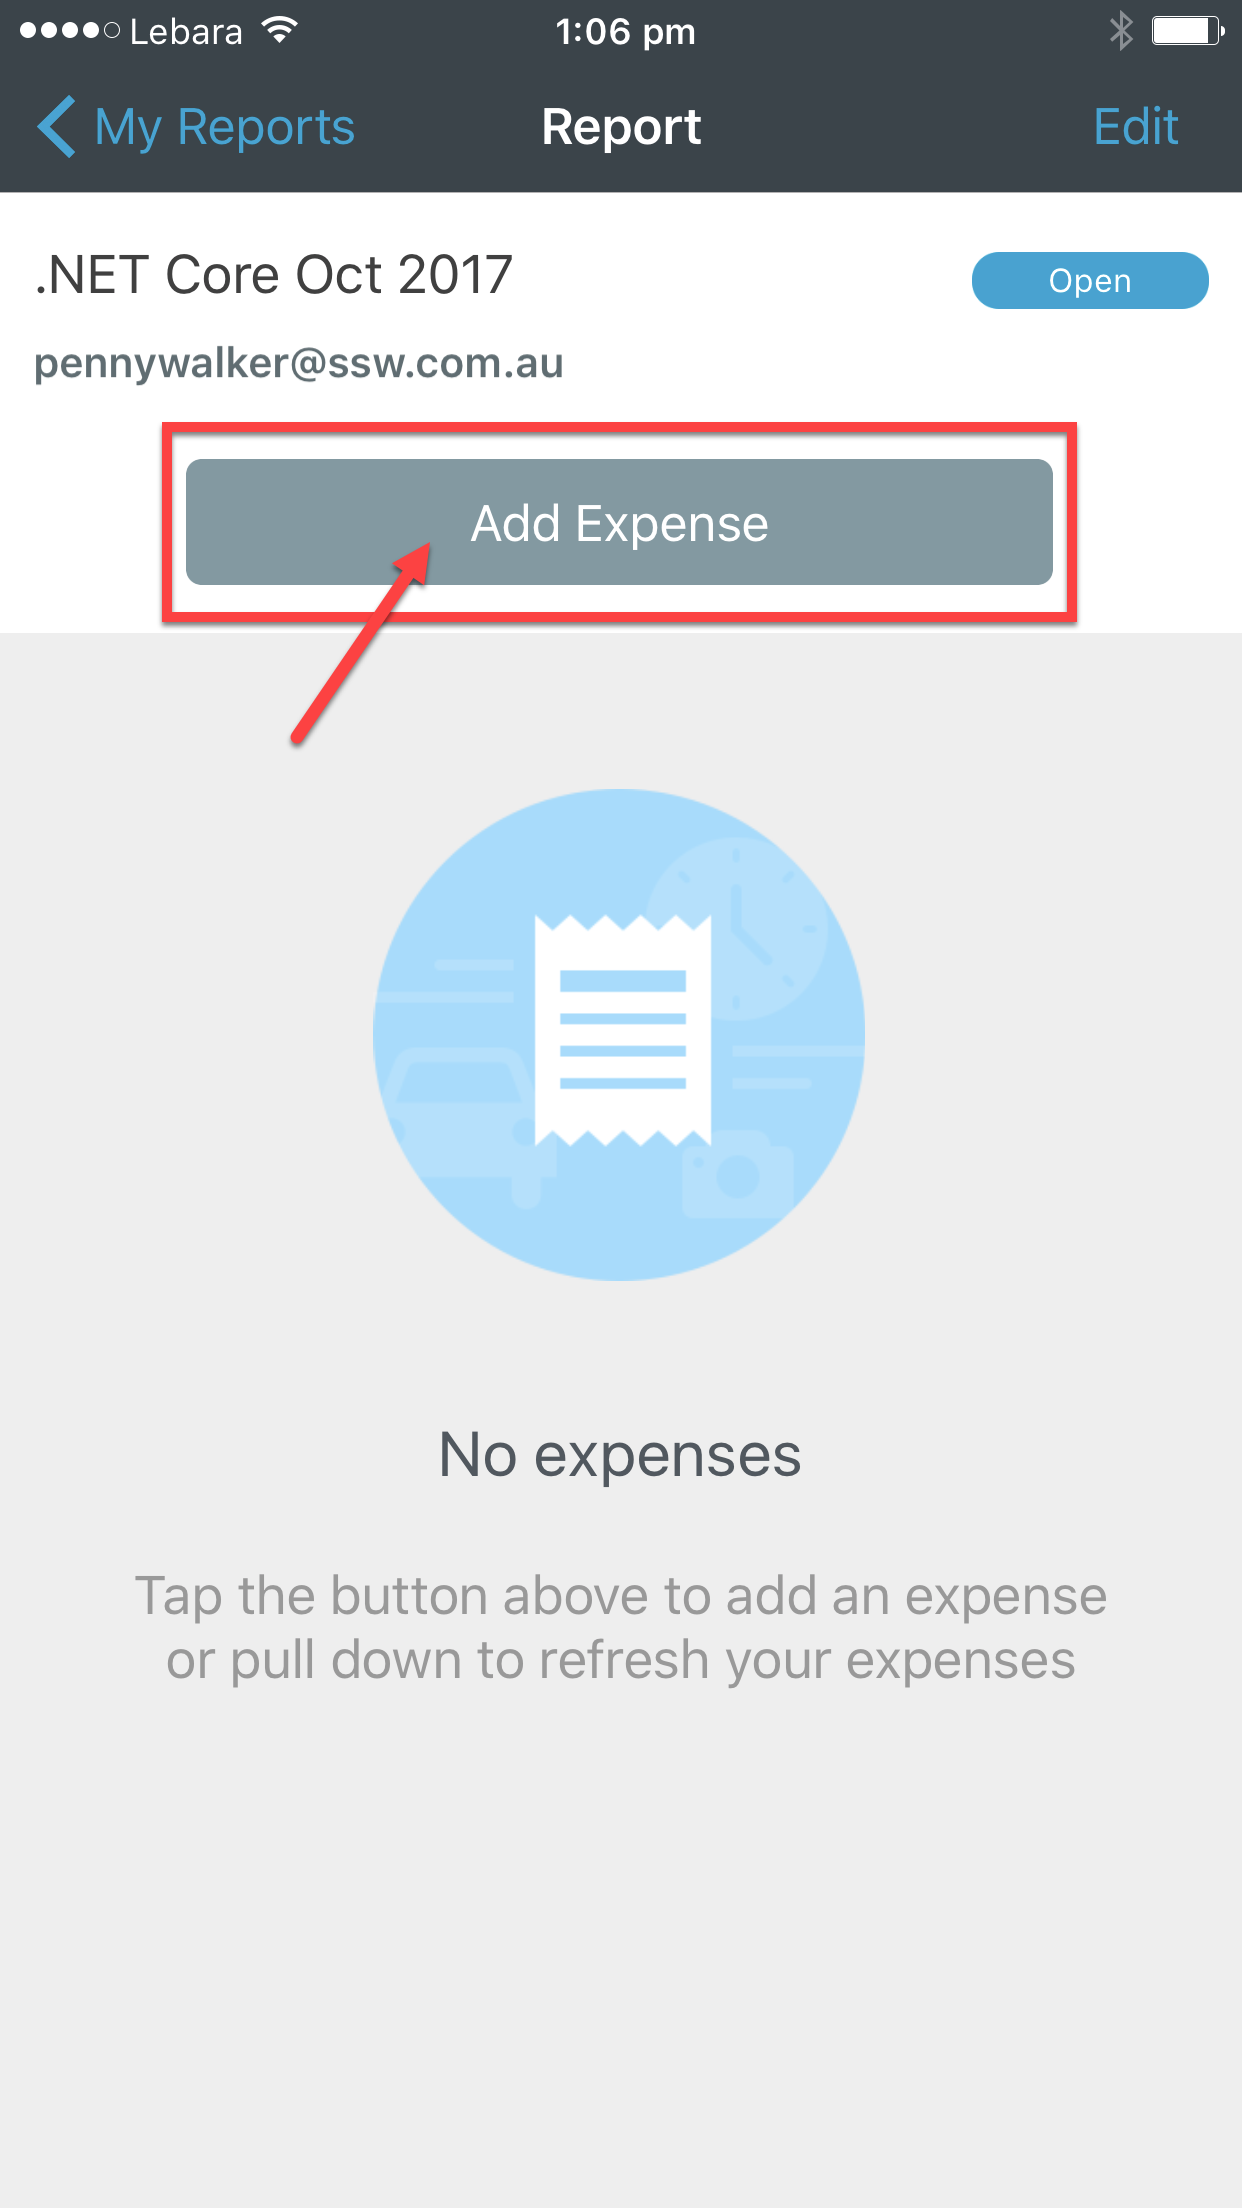 Lebara 1:06 pm
My Reports Report Edit
.NET Core Oct 2017 Open
pennywalker@ssw.com.au
Add Expense
No expenses
Tap the button above to add an expense
or pull down to refresh your expenses